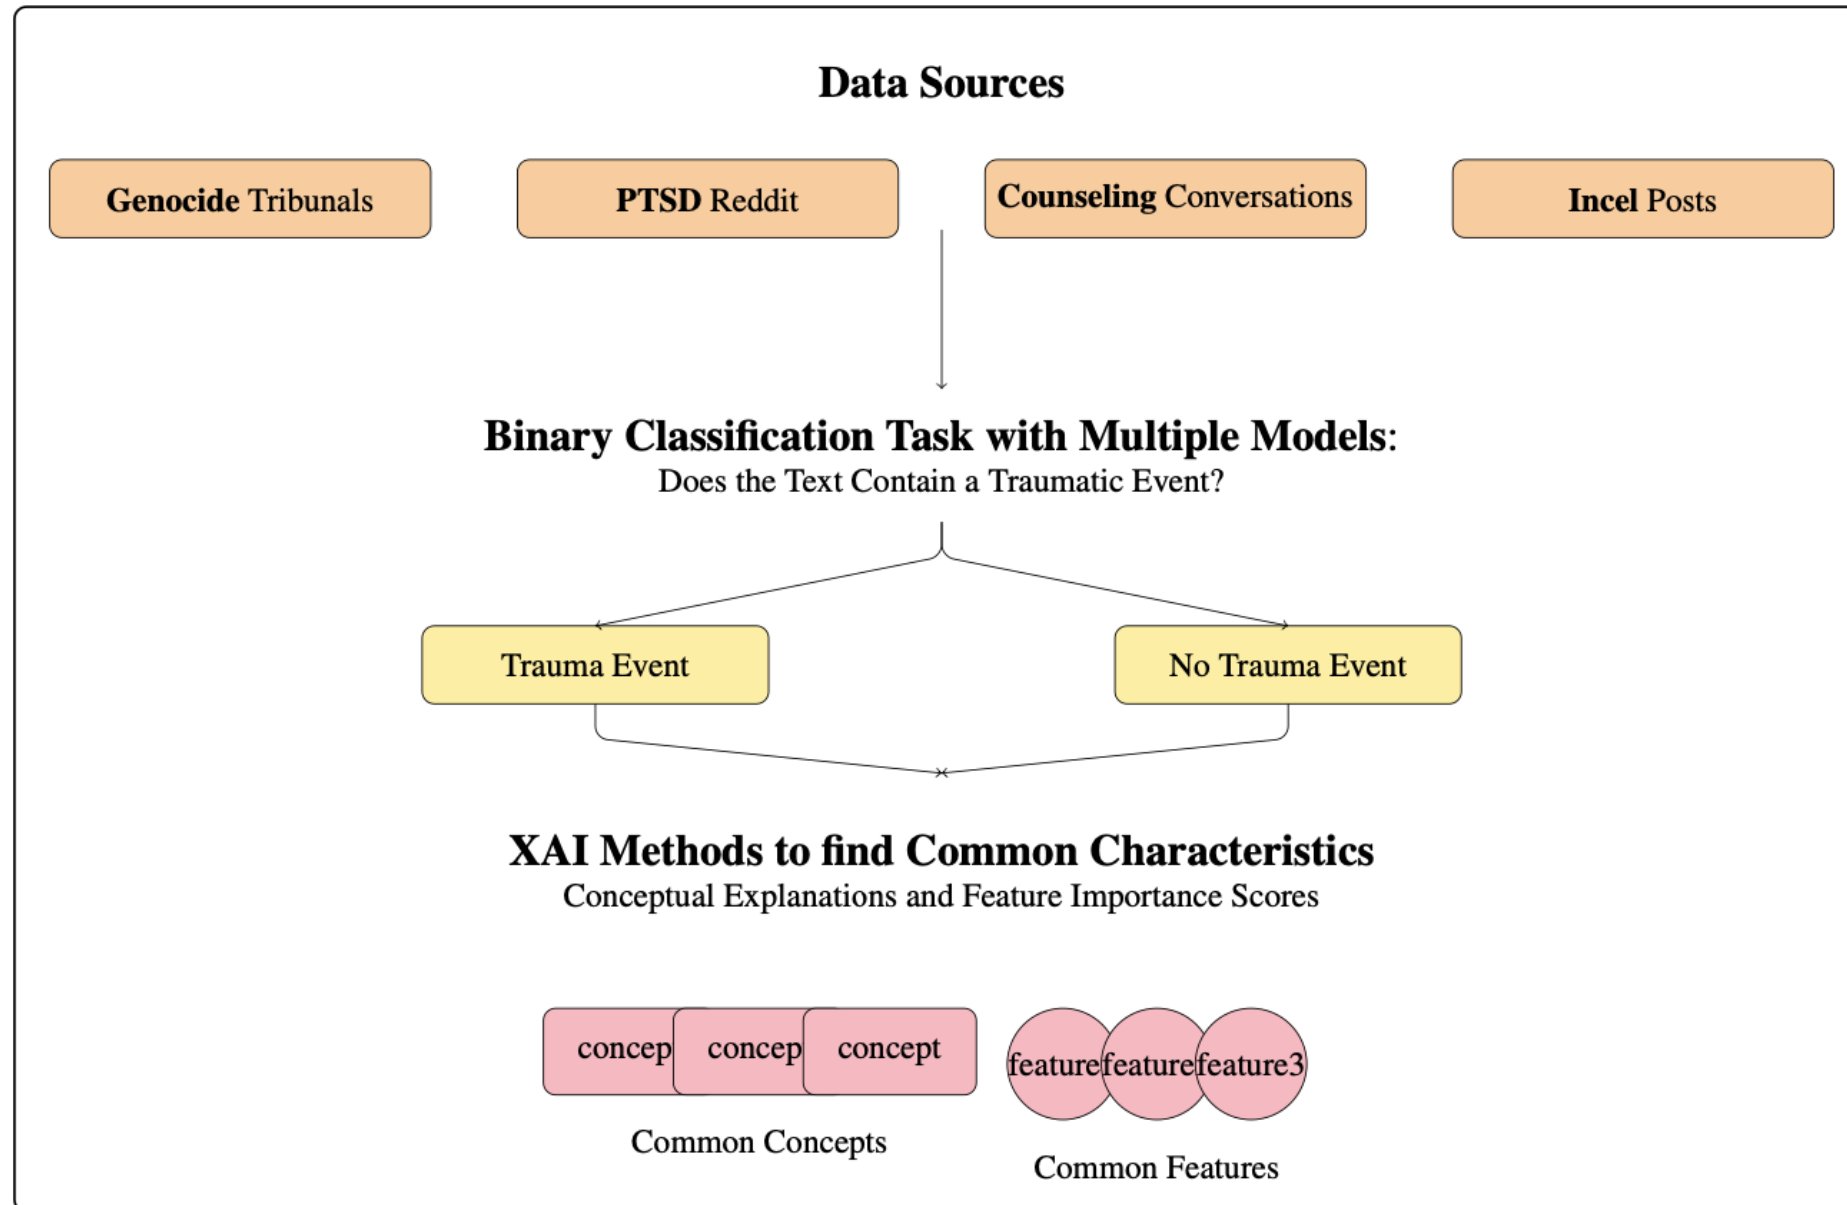 Data Sources
Genocide Tribunals
PTSD Reddit
Counseling Conversations
Incel Posts
Binary Classification Task with Multiple Models:
Does the Text Contain a Traumatic Event?
Trauma Event
No Trauma Event
XAI Methods to find Common Characteristics
Conceptual Explanations and Feature Importance Scores
concep
concep
concept
feature
feature
feature3
Common Concepts
Common Features